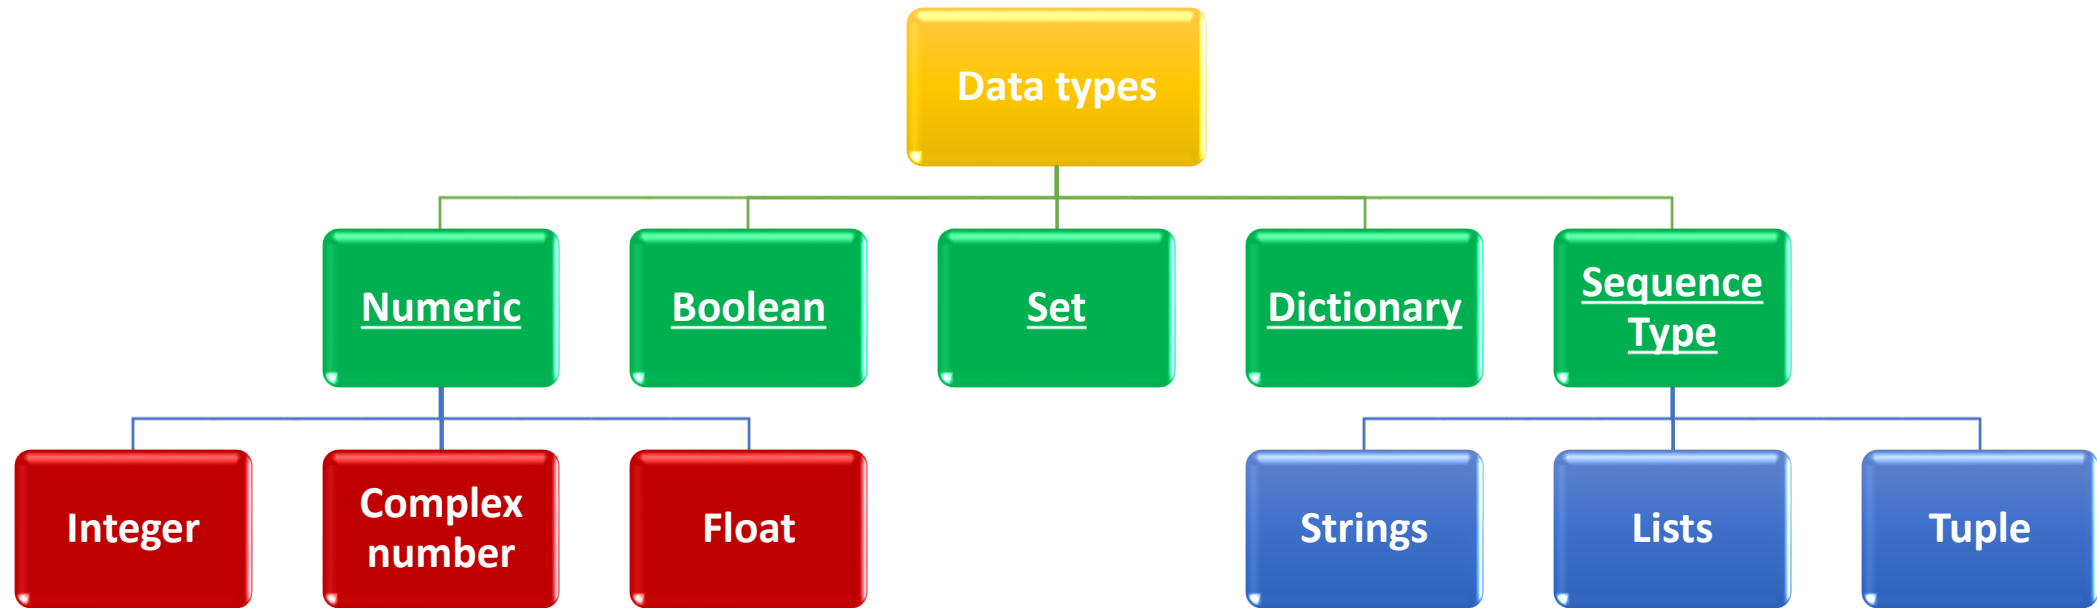 Data types
Numeric
Boolean
Set
Dictionary
Sequence
Type
Integer
Complex
number
Float
Strings
Lists
Tuple